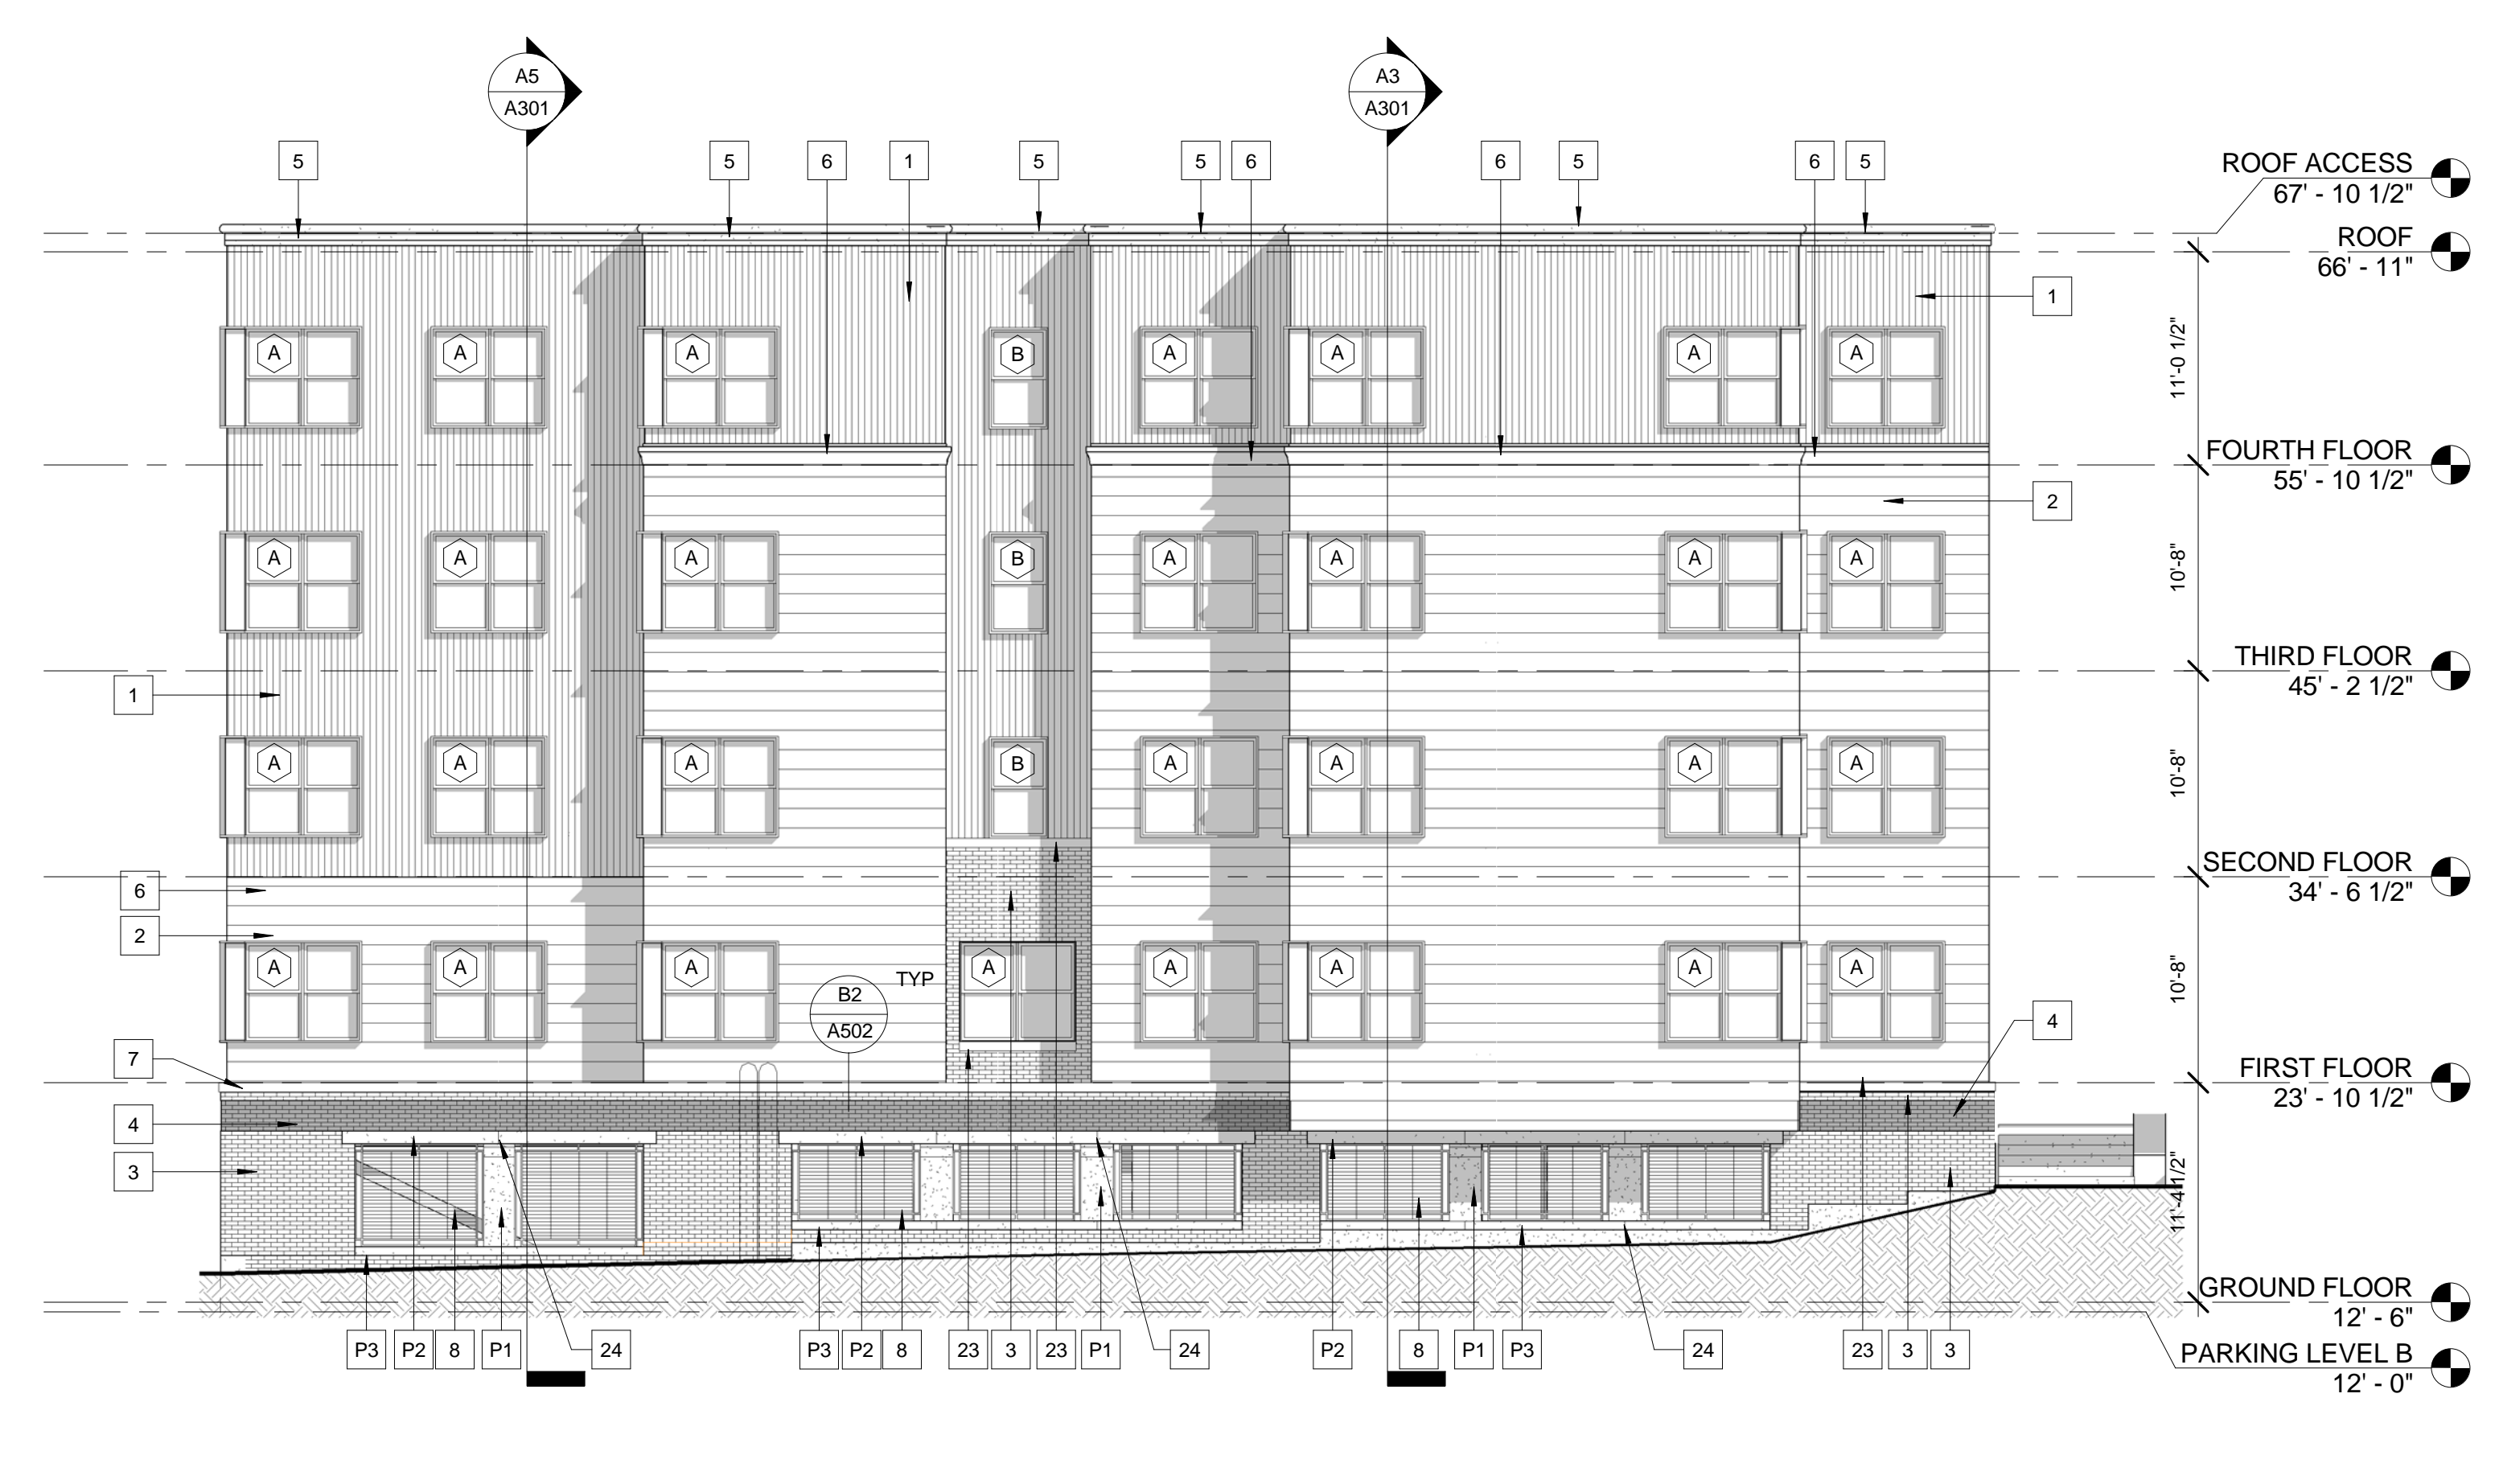 A5
A301
A3
A301
5
5
6
1
5
5
6
6
5
6
5
ROOF ACCESS
67' - 10 1/2"
ROOF
66' - 11"
1
11'-0 1/2"
A
A
A
B
A
A
A
A
FOURTH FLOOR
55' - 10 1/2"
2
10'-8"
A
A
A
B
A
A
A
A
THIRD FLOOR
45' - 2 1/2"
1
10'-8"
A
A
A
B
A
A
A
A
SECOND FLOOR
34' - 6 1/2"
6
2
10'-8"
A
A
A
TYP
A
A
A
A
A
B2
A502
4
7
FIRST FLOOR
23' - 10 1/2"
4
3
11'-4 1/2"
GROUND FLOOR
12' - 6"
P3
P2
8
P1
24
P3
P2
8
23
3
23
P1
24
P2
8
P1
P3
24
23
3
3
PARKING LEVEL B
12' - 0"